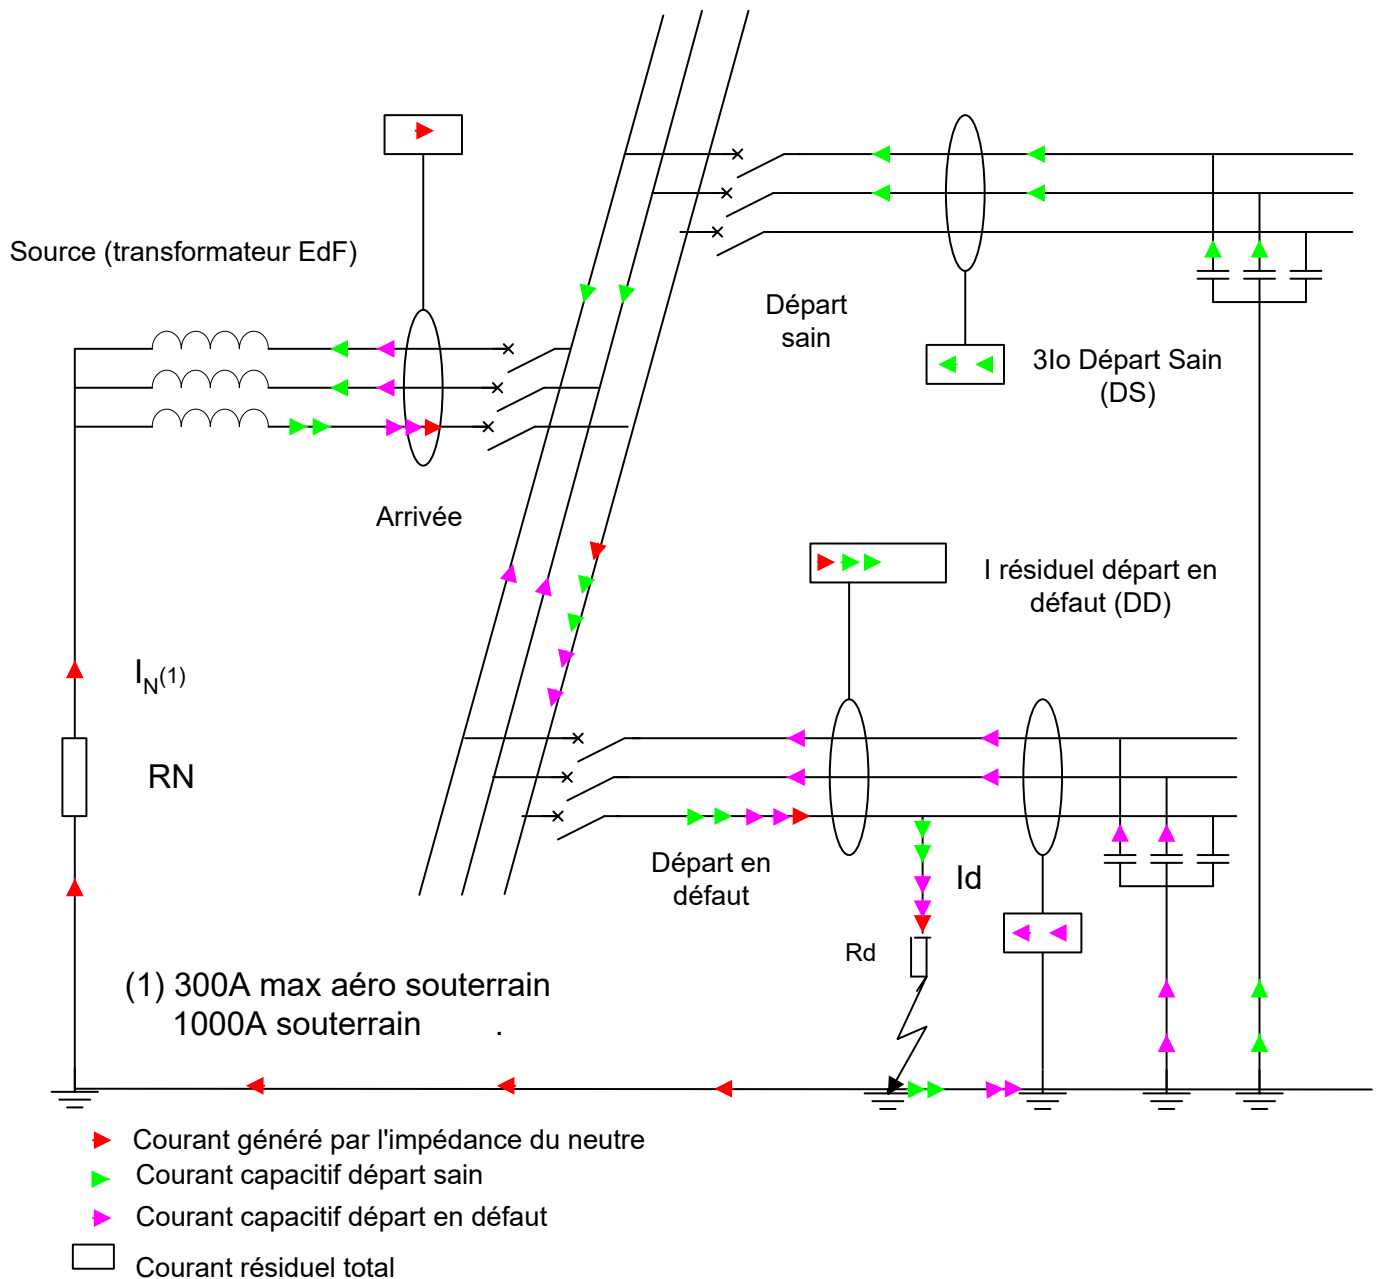 Source (transformateur EdF)
Départ
sain
3Io Départ Sain
(DS)
Arrivée
I résiduel départ en
défaut (DD)
IN(1)
RN
Départ en
défaut
Id
Rd
(1) 300A max aéro souterrain
1000A souterrain .
Courant généré par l'impédance du neutre
Courant capacitif départ sain
Courant capacitif départ en défaut
Courant résiduel total